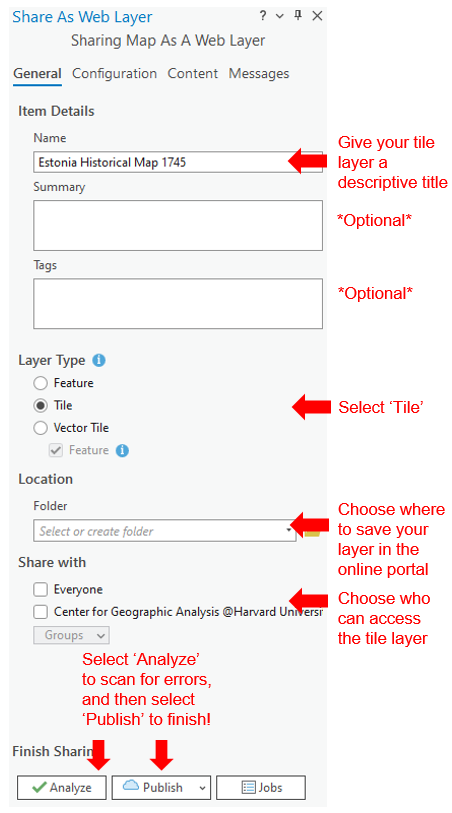 Share As Web Layer
?
Sharing Map As A Web Layer
General Configuration Content Messages
Item Details
Name
Estonia Historical Map 1745
Give your tile
layer a
descriptive title
Summary
*Optional*
Tags
*Optional*
Layer Type
Feature
Tile
Select ‘Tile’
Vector Tile
Feature
Location
Folder
Select or create folder
Choose where
to save your
layer in the
online portal
Share with
Everyone
Center for Geographic Analysis @Harvard Universi
Groups
Choose who
can access
the tile layer
Select ‘Analyze’
to scan for errors,
and then select
‘Publish’ to finish!
Finish Sharing
Analyze Publish Jobs